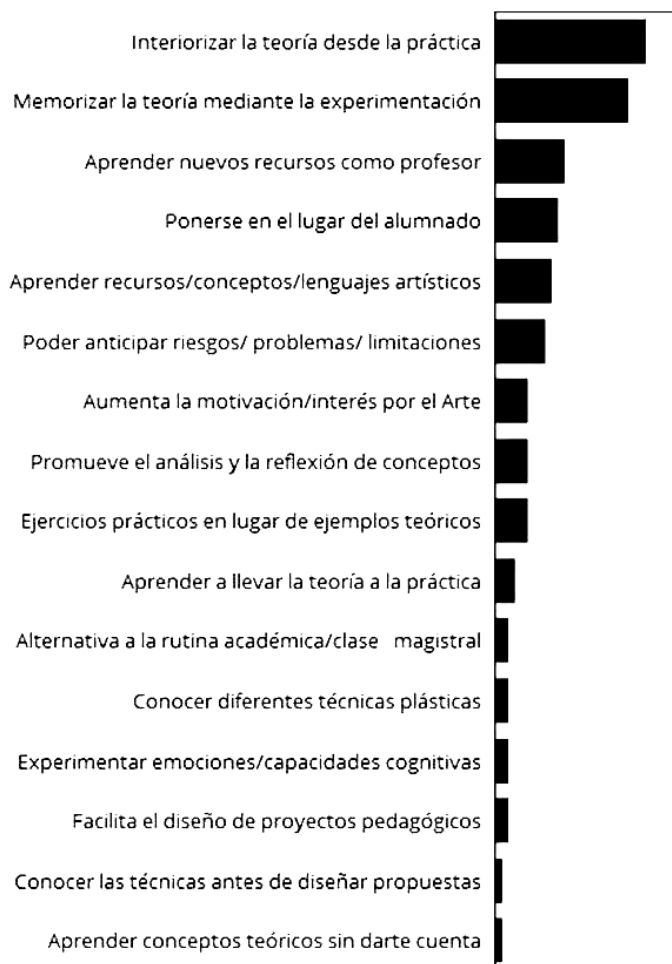 Interiorizar la teoría desde la práctica
Memorizar la teoría mediante la experimentación
Aprender nuevos recursos como profesor
Ponerse en el lugar del alumnado
Aprender recursos/conceptos/lenguajes artísticos
Poder anticipar riesgos/ problemas/ limitaciones
Aumenta la motivación/interés por el Arte
Promueve el análisis y la reflexión de conceptos
Ejercicios prácticos en lugar de ejemplos teóricos
Aprender a llevar la teoría a la práctica
Alternativa a la rutina académica/clase magistral
Conocer diferentes técnicas plásticas
Experimentar emociones/capacidades cognitivas
Facilita el diseño de proyectos pedagógicos
Conocer las técnicas antes de diseñar propuestas
Aprender conceptos teóricos sin darte cuenta